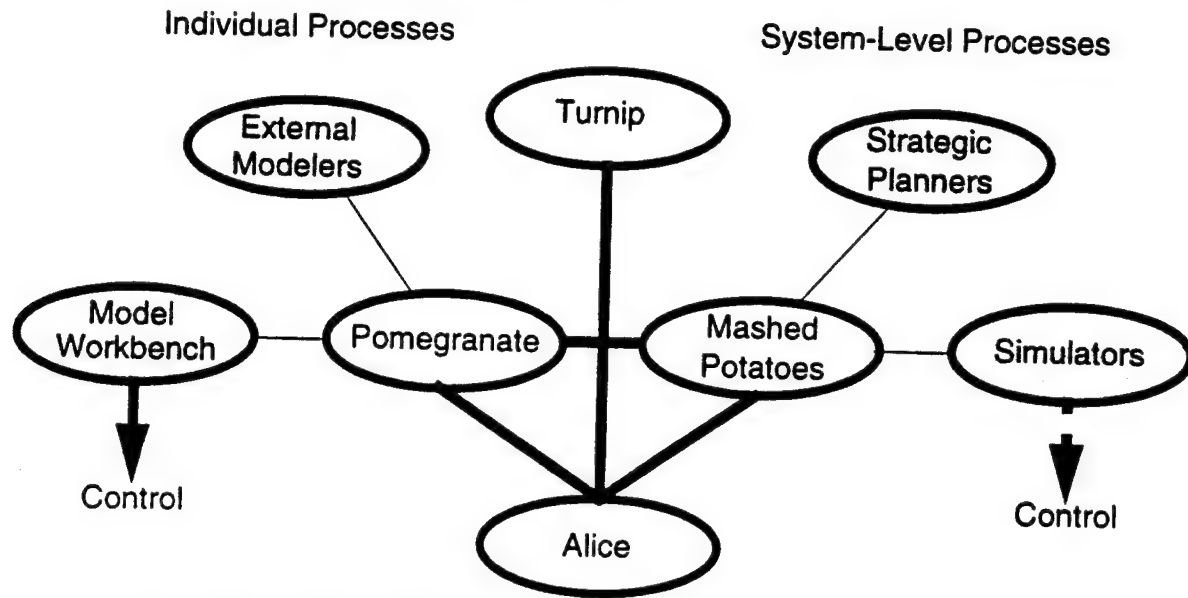 Individual Processes
System-Level Processes
External
Modelers
Turnip
Strategic
Planners
Model
Workbench
Pomegranate
Mashed
Potatoes
Simulators
Control
Control
Alice